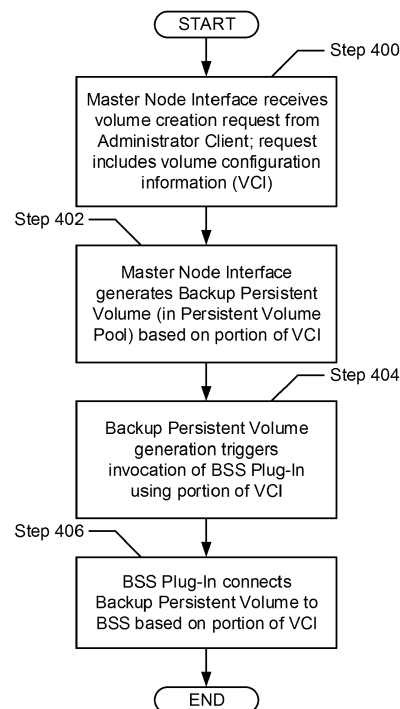 START
Step 400
Master Node Interface receives
volume creation request from
Administrator Client; request
includes volume configuration
information (VCI)
Step 402
Master Node Interface
generates Backup Persistent
Volume (in Persistent Volume
Pool) based on portion of VCI
Step 404
Backup Persistent Volume
generation triggers
invocation of BSS Plug-In
using portion of VCI
Step 406
BSS Plug-In connects
Backup Persistent Volume to
BSS based on portion of VCI
END